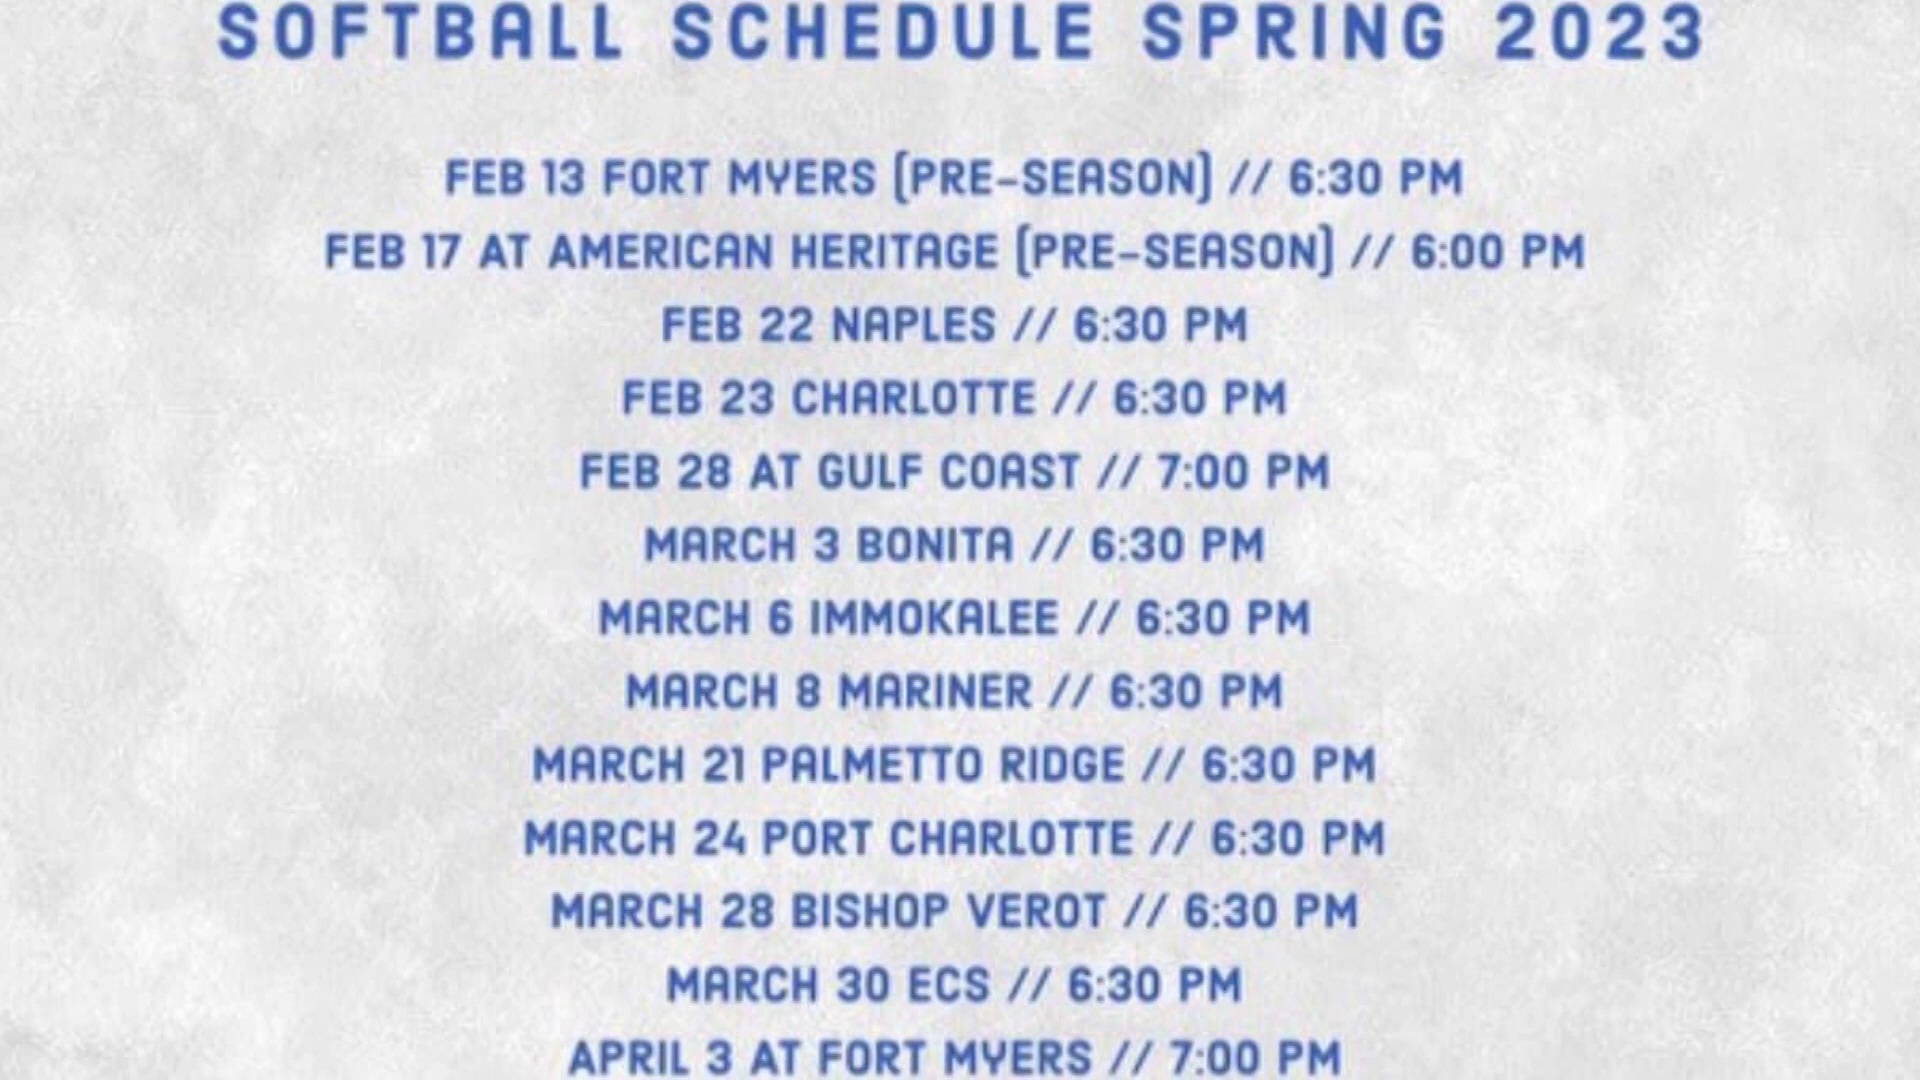 SOFTBALL SCHEDULE SPRING 2023
FEB 13 FORT MYERS (PRE-SEASON) // 6:30 PM
FEB 17 AT AMERICAN HERITAGE (PRE-SEASON) // 6:00 PM
FEB 22 NAPLES // 6:30 PM
FEB 23 CHARLOTTE // 6:30 PM
FEB 28 AT GULF COAST // 7:00 PM
MARCH 3 BONITA // 6:30 PM
MARCH 6 IMMOKALEE // 6:30 PM
MARCH 8 MARINER // 6:30 PM
MARCH 21 PALMETTO RIDGE // 6:30 PM
MARCH 24 PORT CHARLOTTE // 6:30 PM
MARCH 28 BISHOP VEROT // 6:30 PM
MARCH 30 ECS // 6:30 PM
APRIL 3 AT FORT MYERS // 7:00 PM